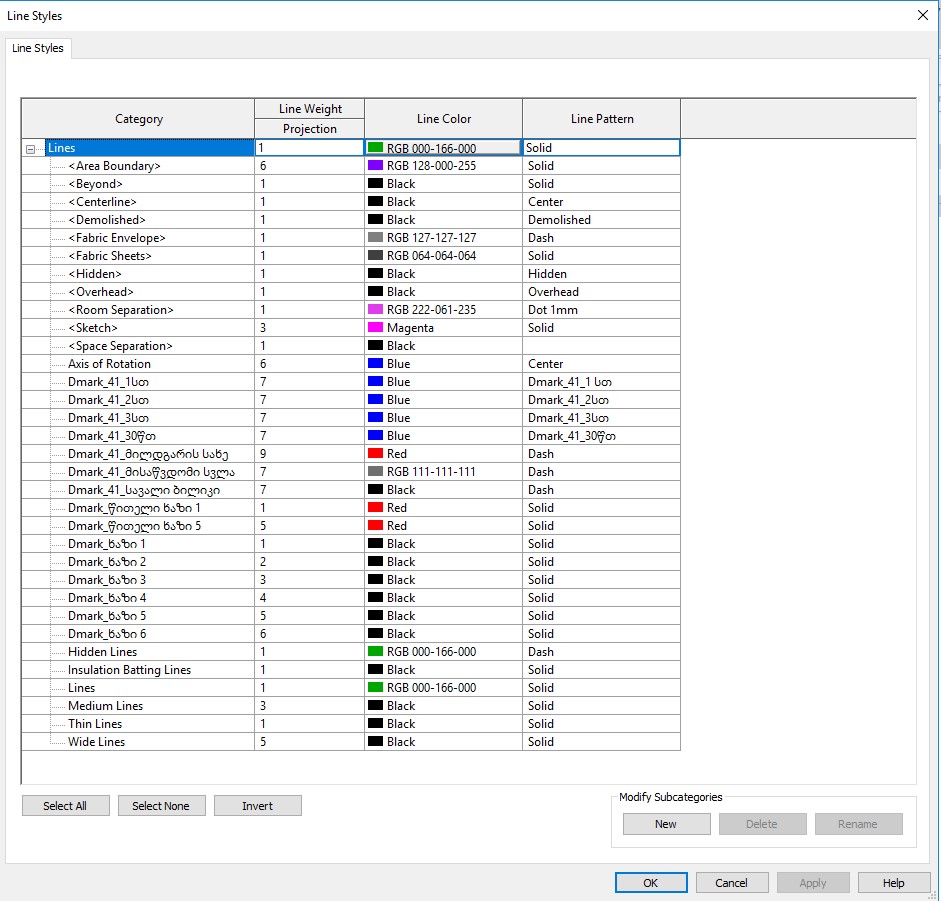 Line Styles
Line Styles
Category Line Weight Line Color Line Pattern
Projection
Lines 1 RGB 000-166-000 Solid
<Area Boundary> 6 RGB 128-000-255 Solid
<Beyond> 1 Black Solid
<Centerline> 1 Black Center
<Demolished> 1 Black Demolished
<Fabric Envelope> 1 RGB 127-127-127 Dash
<Fabric Sheets> 1 RGB 064-064-064 Solid
<Hidden> 1 Black Hidden
<Overhead> 1 Black Overhead
<Room Separation> 1 RGB 222-061-235 Dot 1mm
<Sketch> 3 Magenta Solid
<Space Separation> 1 Black
Axis of Rotation 6 Blue Center
Dmark_41_1სთ 7 Blue Dmark_41_1 სთ
Dmark_41_2სთ 7 Blue Dmark_41_2სთ
Dmark_41_3სთ 7 Blue Dmark_41_3სთ
Dmark_41_30წთ 7 Blue Dmark_41_30წთ
Dmark_41_მილდგარის სახე 9 Red Dash
Dmark_41_მისაწვდომი სვლა 7 RGB 111-111-111 Dash
Dmark_41_სავალი ბილიკი 7 Black Dash
Dmark_წითელი ხაზი 1 1 Red Solid
Dmark_წითელი ხაზი 5 5 Red Solid
Dmark_ხაზი 1 1 Black Solid
Dmark_ხაზი 2 2 Black Solid
Dmark_ხაზი 3 3 Black Solid
Dmark_ხაზი 4 4 Black Solid
Dmark_ხაზი 5 5 Black Solid
Dmark_ხაზი 6 6 Black Solid
Hidden Lines 1 RGB 000-166-000 Dash
Insulation Batting Lines 1 Black Solid
Lines 1 RGB 000-166-000 Solid
Medium Lines 3 Black Solid
Thin Lines 1 Black Solid
Wide Lines 5 Black Solid
Select All Select None Invert
Modify Subcategories
New Delete Rename
OK Cancel Apply Help